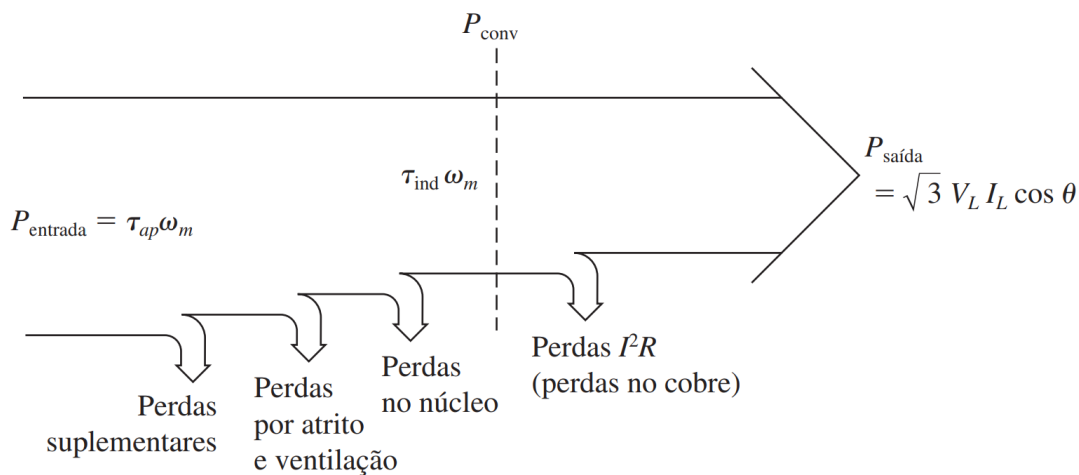 P_conv
τ_ind ω_m
P_entrada = τ_ap ω_m
P_saída
= √3 V_L I_L cos θ
Perdas
suplementares
Perdas
por atrito
e ventilação
Perdas
no núcleo
Perdas I²R
(perdas no cobre)